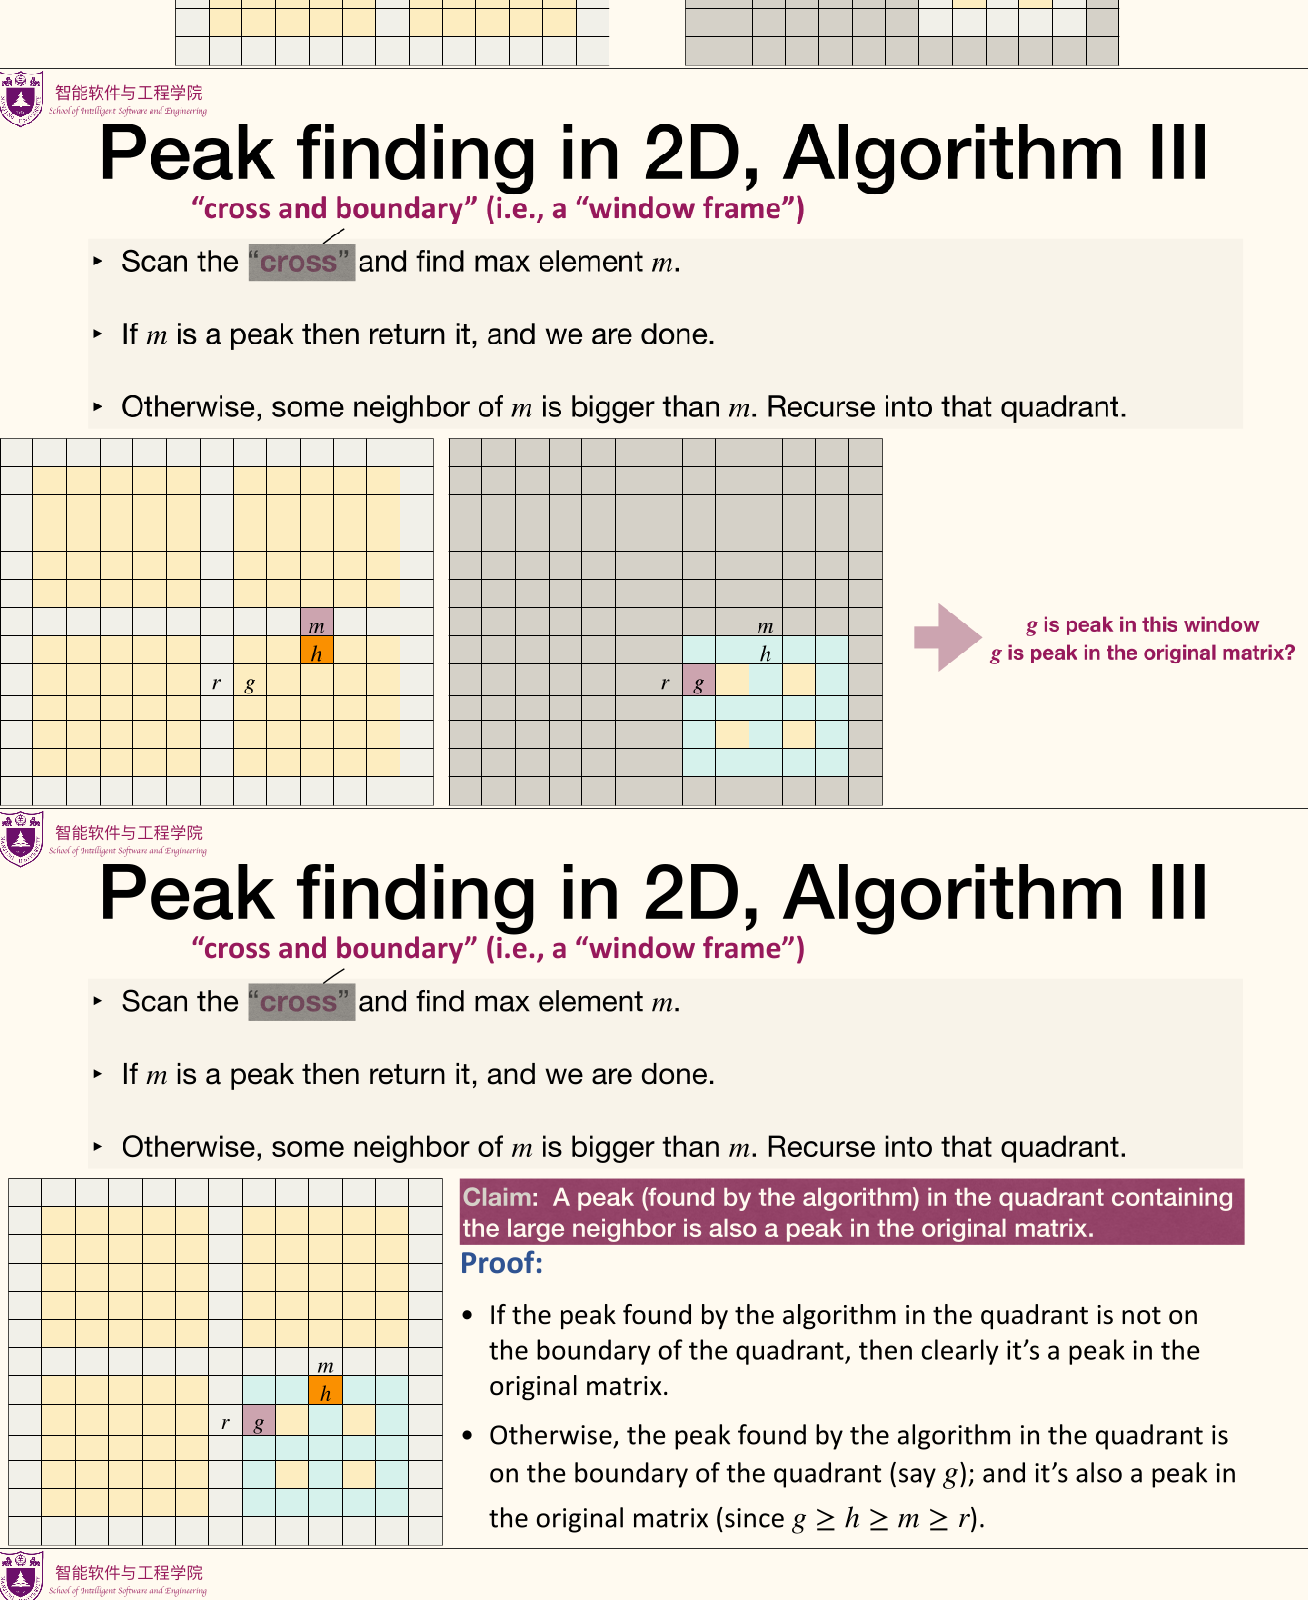 智能软件与工程学院
School of Intelligent Software and Engineering
Peak finding in 2D, Algorithm III
“cross and boundary” (i.e., a “window frame”)
‣ Scan the “cross” and find max element m.
‣ If m is a peak then return it, and we are done.
‣ Otherwise, some neighbor of m is bigger than m. Recurse into that quadrant.
m
h
r g
m
h
r g
g is peak in this window
g is peak in the original matrix?
智能软件与工程学院
School of Intelligent Software and Engineering
Peak finding in 2D, Algorithm III
“cross and boundary” (i.e., a “window frame”)
‣ Scan the “cross” and find max element m.
‣ If m is a peak then return it, and we are done.
‣ Otherwise, some neighbor of m is bigger than m. Recurse into that quadrant.
m
h
r g
Claim: A peak (found by the algorithm) in the quadrant containing
the large neighbor is also a peak in the original matrix.
Proof:
• If the peak found by the algorithm in the quadrant is not on
the boundary of the quadrant, then clearly it’s a peak in the
original matrix.
• Otherwise, the peak found by the algorithm in the quadrant is
on the boundary of the quadrant (say g); and it’s also a peak in
the original matrix (since g ≥ h ≥ m ≥ r).
智能软件与工程学院
School of Intelligent Software and Engineering